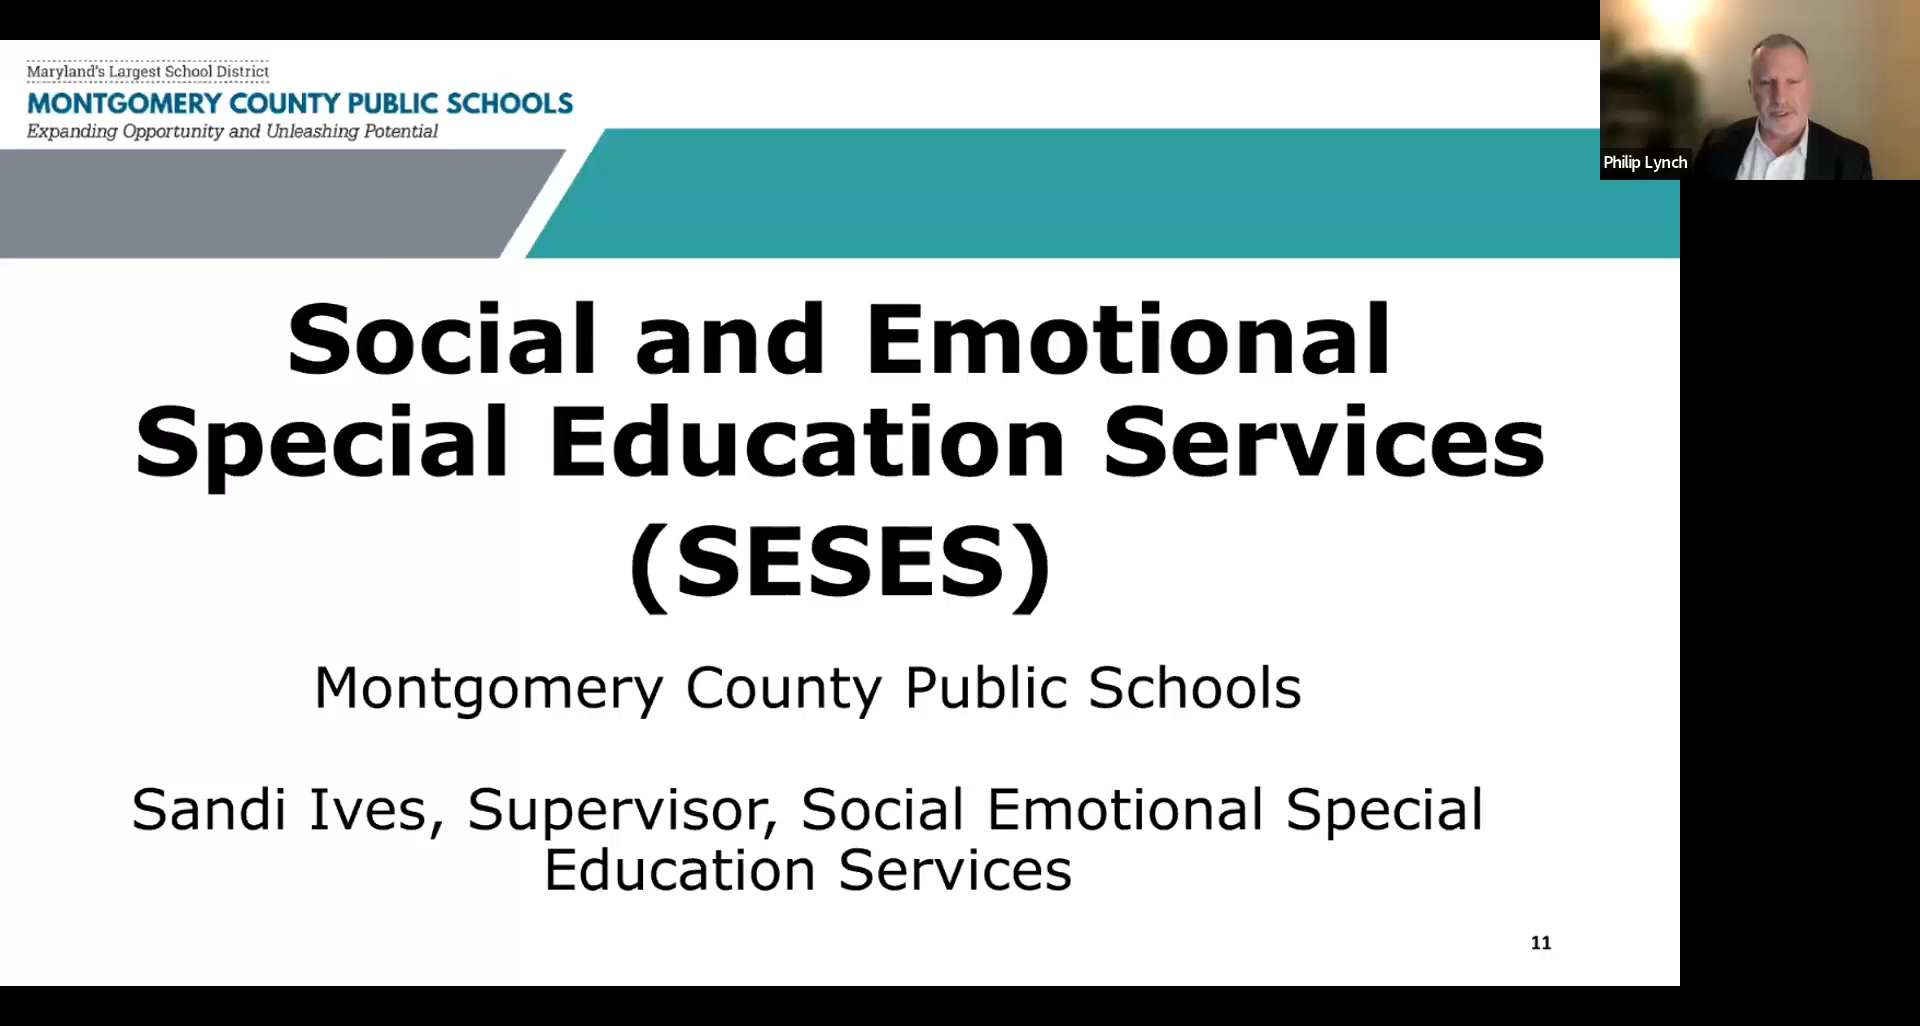 Maryland's Largest School District
MONTGOMERY COUNTY PUBLIC SCHOOLS
Expanding Opportunity and Unleashing Potential
Philip Lynch
Social and Emotional
Special Education Services
(SESES)
Montgomery County Public Schools
Sandi Ives, Supervisor, Social Emotional Special
Education Services
11